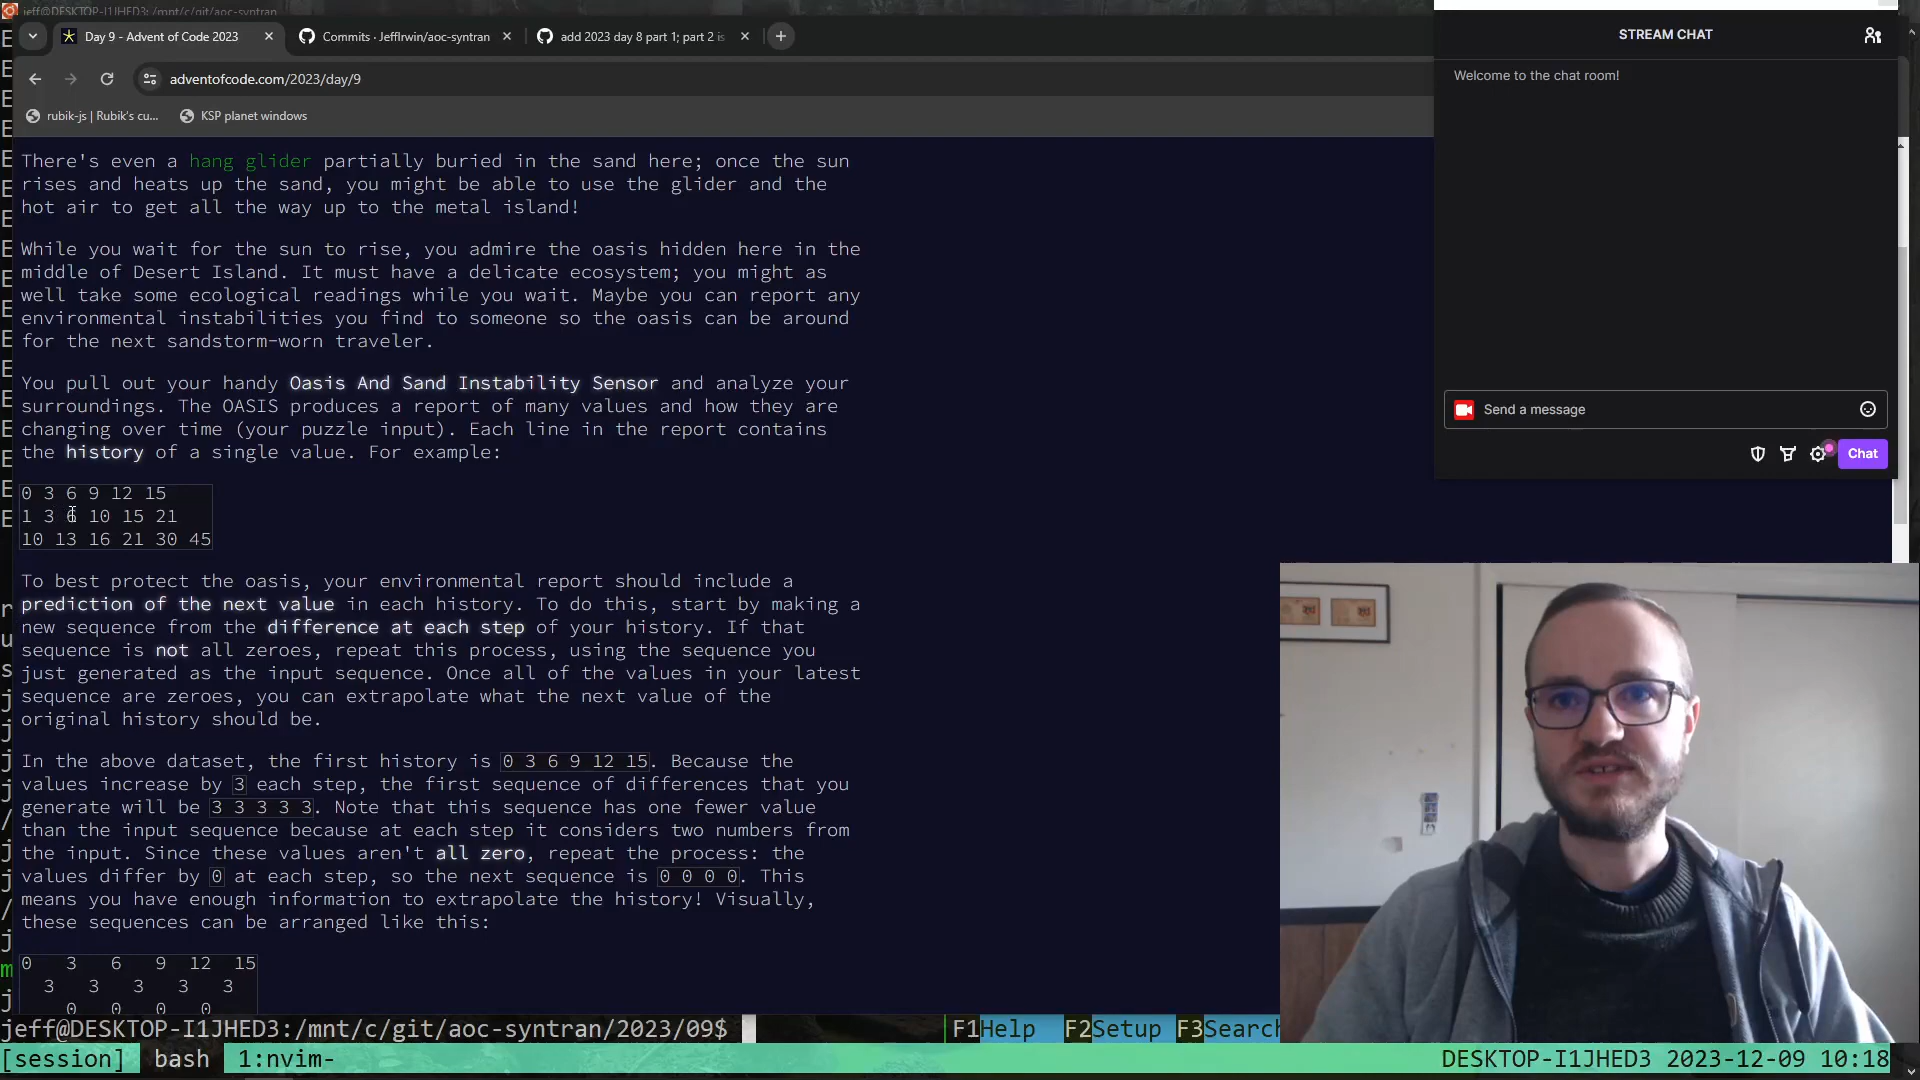 jeff@DESKTOP-I1JHED3: /mnt/c/git/aoc-syntran
Day 9 - Advent of Code 2023
Commits · JeffIrwin/aoc-syntran
add 2023 day 8 part 1; part 2 is
adventofcode.com/2023/day/9
rubik-js | Rubik's cu...
KSP planet windows
STREAM CHAT
Welcome to the chat room!
Send a message
Chat
There's even a hang glider partially buried in the sand here; once the sun
rises and heats up the sand, you might be able to use the glider and the
hot air to get all the way up to the metal island!
While you wait for the sun to rise, you admire the oasis hidden here in the
middle of Desert Island. It must have a delicate ecosystem; you might as
well take some ecological readings while you wait. Maybe you can report any
environmental instabilities you find to someone so the oasis can be around
for the next sandstorm-worn traveler.
You pull out your handy Oasis And Sand Instability Sensor and analyze your
surroundings. The OASIS produces a report of many values and how they are
changing over time (your puzzle input). Each line in the report contains
the history of a single value. For example:
0 3 6 9 12 15
1 3 6 10 15 21
10 13 16 21 30 45
To best protect the oasis, your environmental report should include a
prediction of the next value in each history. To do this, start by making a
new sequence from the difference at each step of your history. If that
sequence is not all zeroes, repeat this process, using the sequence you
just generated as the input sequence. Once all of the values in your latest
sequence are zeroes, you can extrapolate what the next value of the
original history should be.
In the above dataset, the first history is 0 3 6 9 12 15. Because the
values increase by 3 each step, the first sequence of differences that you
generate will be 3 3 3 3 3. Note that this sequence has one fewer value
than the input sequence because at each step it considers two numbers from
the input. Since these values aren't all zero, repeat the process: the
values differ by 0 at each step, so the next sequence is 0 0 0 0. This
means you have enough information to extrapolate the history! Visually,
these sequences can be arranged like this:
0 3 6 9 12 15
3 3 3 3 3
0 0 0 0
jeff@DESKTOP-I1JHED3:/mnt/c/git/aoc-syntran/2023/09$
F1Help F2Setup F3Search
[session] bash 1:nvim-
DESKTOP-I1JHED3 2023-12-09 10:18